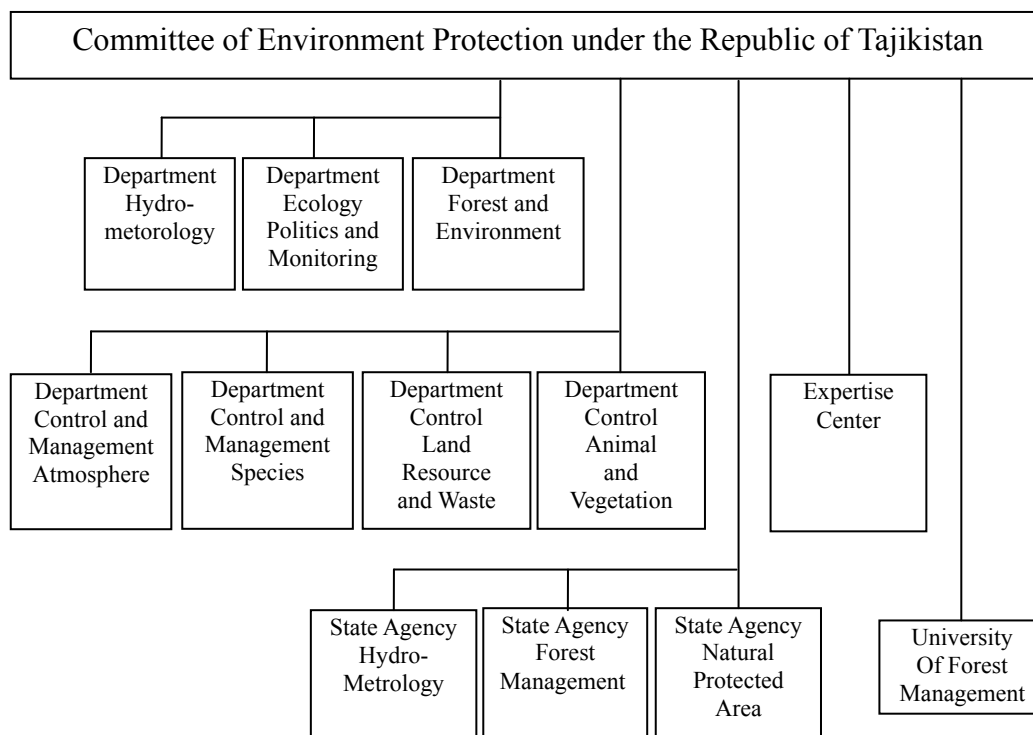 Committee of Environment Protection under the Republic of Tajikistan
Department
Hydro-
metorology
Department
Ecology
Politics and
Monitoring
Department
Forest and
Environment
Department
Control and
Management
Atmosphere
Department
Control and
Management
Species
Department
Control
Land
Resource
and Waste
Department
Control
Animal
and
Vegetation
Expertise
Center
State Agency
Hydro-
Metrology
State Agency
Forest
Management
State Agency
Natural
Protected
Area
University
Of Forest
Management